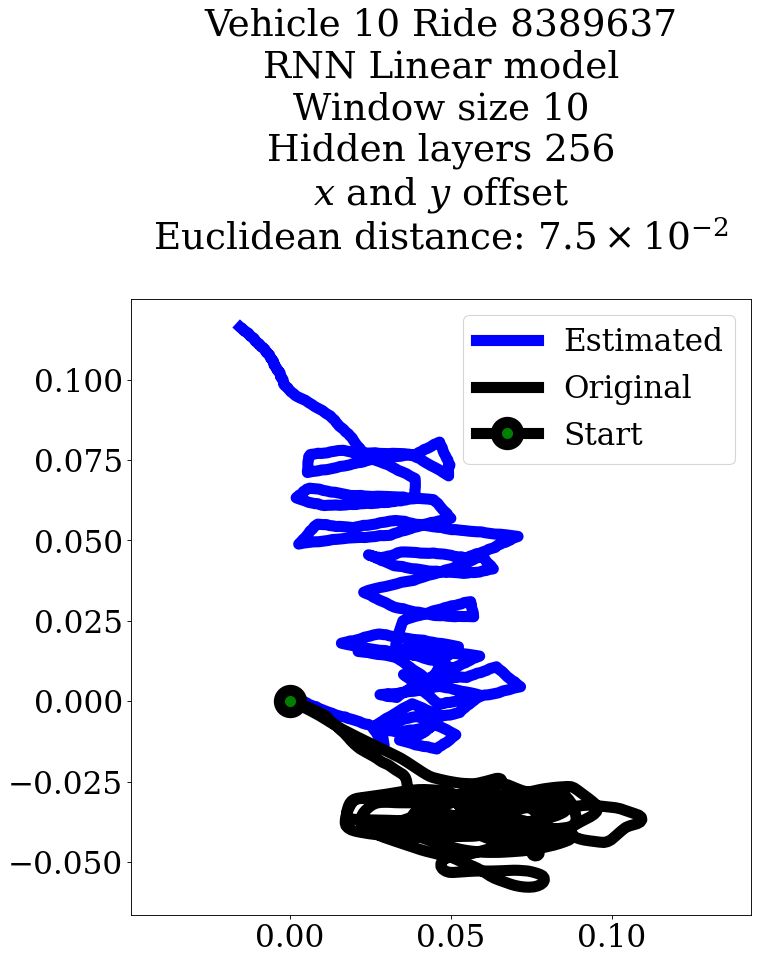 Vehicle 10 Ride 8389637
RNN Linear model
Window size 10
Hidden layers 256
x and y offset
Euclidean distance: 7.5 × 10⁻²
Estimated
Original
Start
0.100
0.075
0.050
0.025
0.000
−0.025
−0.050
0.00 0.05 0.10